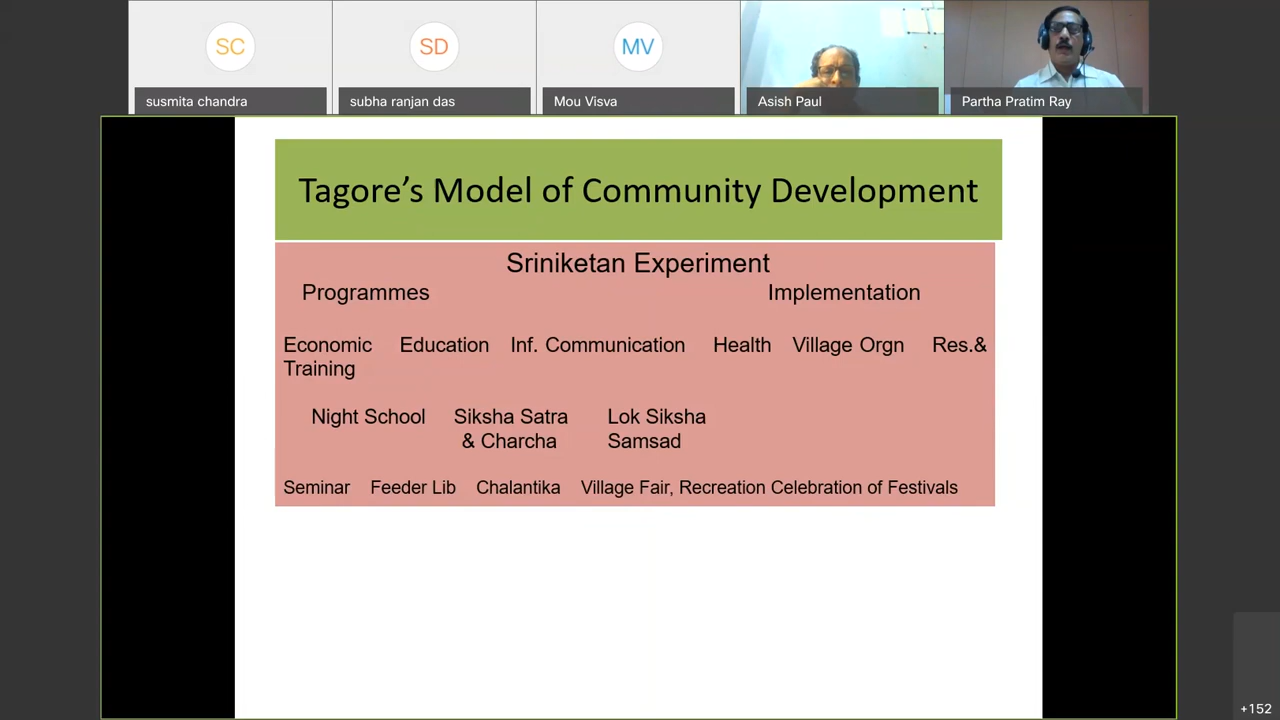 SC SD MV
susmita chandra subha ranjan das Mou Visva Asish Paul Partha Pratim Ray
Tagore’s Model of Community Development
Sriniketan Experiment
Programmes Implementation
Economic Education Inf. Communication Health Village Orgn Res.&
Training
Night School Siksha Satra Lok Siksha
& Charcha Samsad
Seminar Feeder Lib Chalantika Village Fair, Recreation Celebration of Festivals
+152